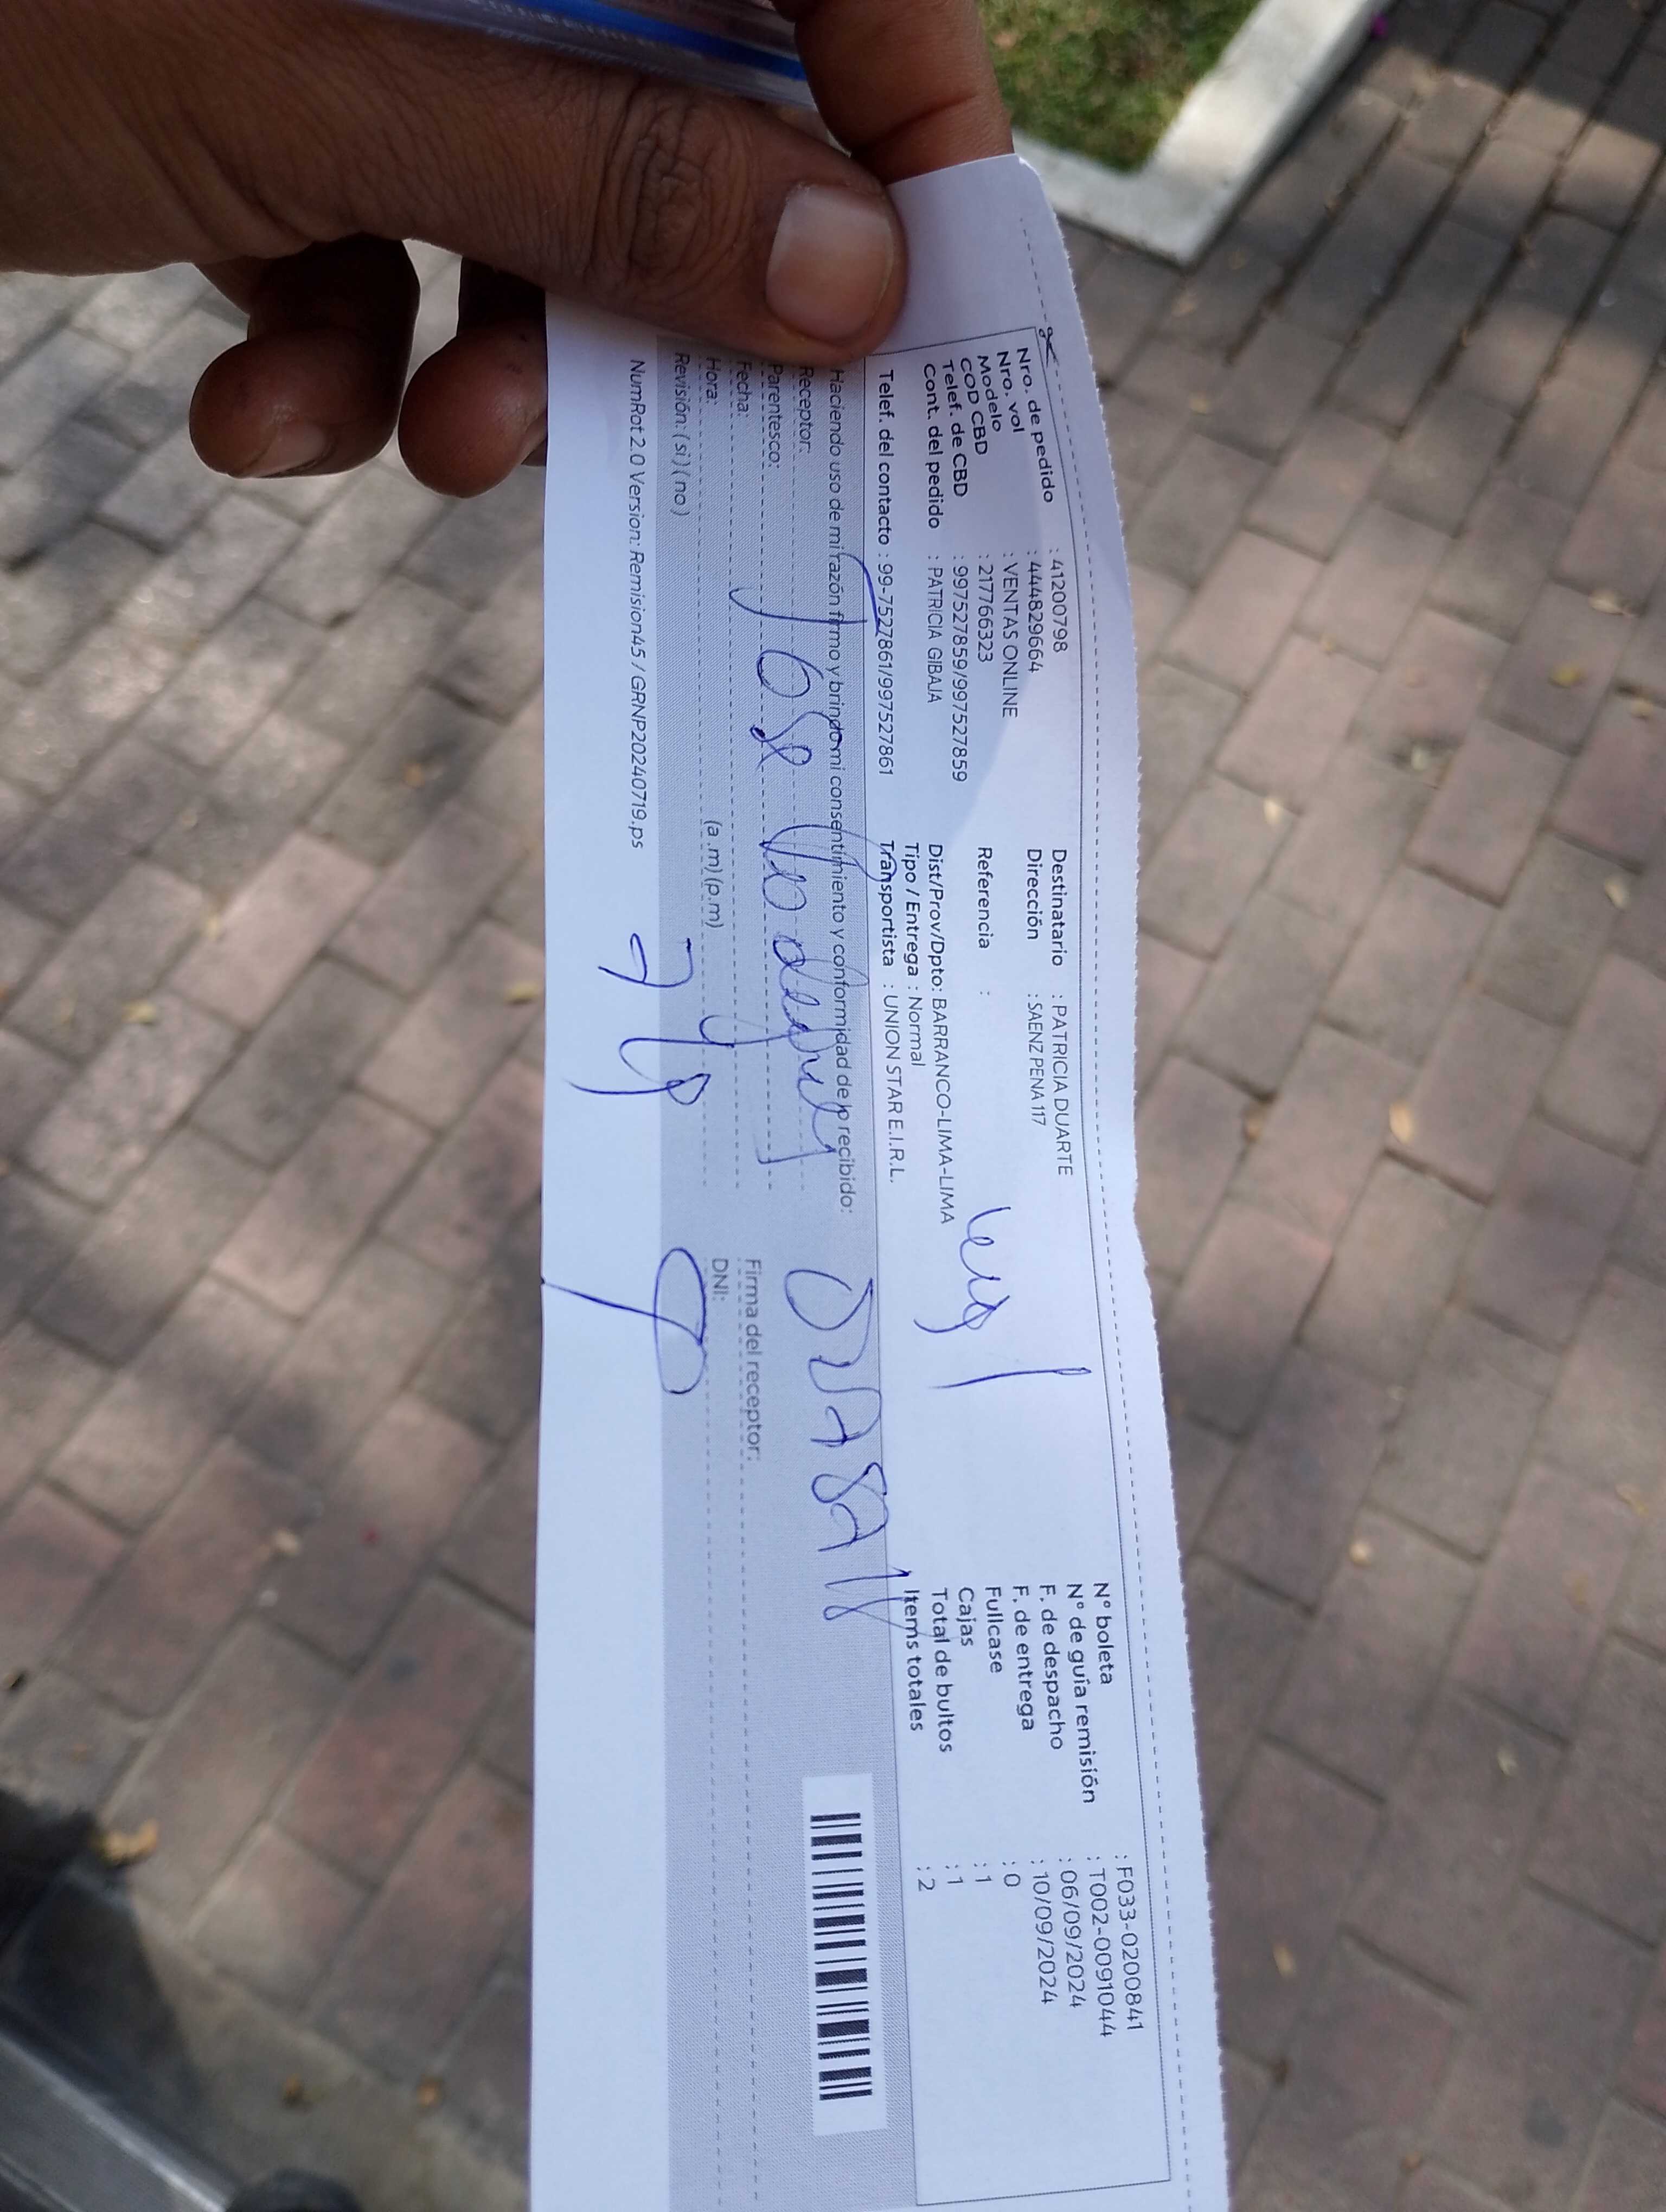 Nro. de pedido : 41200798
Nro. vol : 444829664
Modelo : VENTAS ONLINE
COD CBD : 217766323
Telef. de CBD : 997527859/997527859
Cont. del pedido : PATRICIA GIBAJA
Telef. del contacto : 99-7527861/997527861
Destinatario : PATRICIA DUARTE
Dirección : SAENZ PENA 117
Referencia :
Dist/Prov/Dpto: BARRANCO-LIMA-LIMA
Tipo / Entrega : Normal
Transportista : UNION STAR E.I.R.L.
N° boleta : F033-0200841
N° de guia remisión : T002-0091044
F. de despacho : 06/09/2024
F. de entrega : 10/09/2024
Fullcase : 0
Cajas : 1
Total de bultos : 1
Items totales : 2
Haciendo uso de mi razón firmo y brindo mi consentimiento y conformidad de lo recibido:
Receptor:
Jose
Parentesco:
Fecha:
Hora: (a.m) (p.m)
Revisión: ( si ) ( no )
Firma del receptor:
DNI:
NumRot 2.0 Version: Remision45 / GRNP20240719.ps